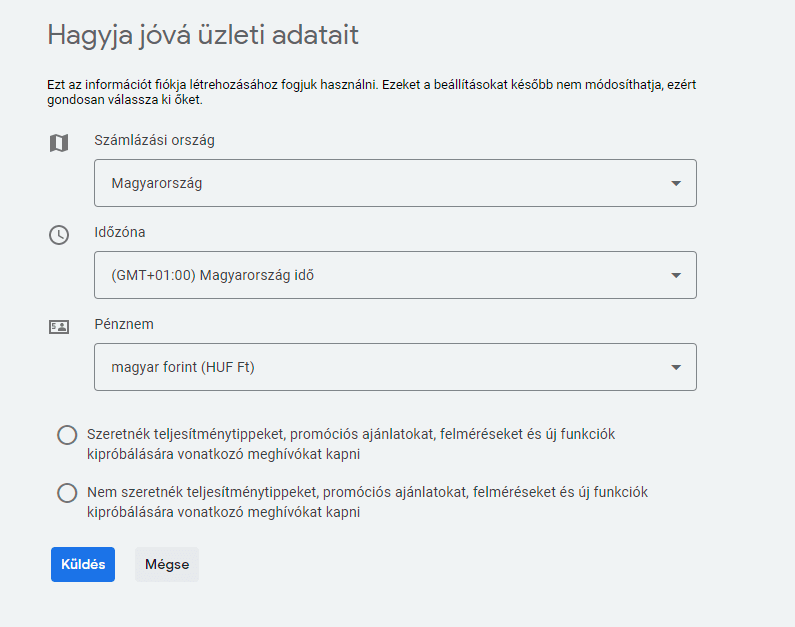 Hagyja jóvá üzleti adatait
Ezt az információt fiókja létrehozásához fogjuk használni. Ezeket a beállításokat később nem módosíthatja, ezért
gondosan válassza ki őket.
Számlázási ország
Magyarország
Időzóna
(GMT+01:00) Magyarország idő
Pénznem
magyar forint (HUF Ft)
Szeretnék teljesítménytippeket, promóciós ajánlatokat, felméréseket és új funkciók
kipróbálására vonatkozó meghívókat kapni
Nem szeretnék teljesítménytippeket, promóciós ajánlatokat, felméréseket és új funkciók
kipróbálására vonatkozó meghívókat kapni
Küldés Mégse